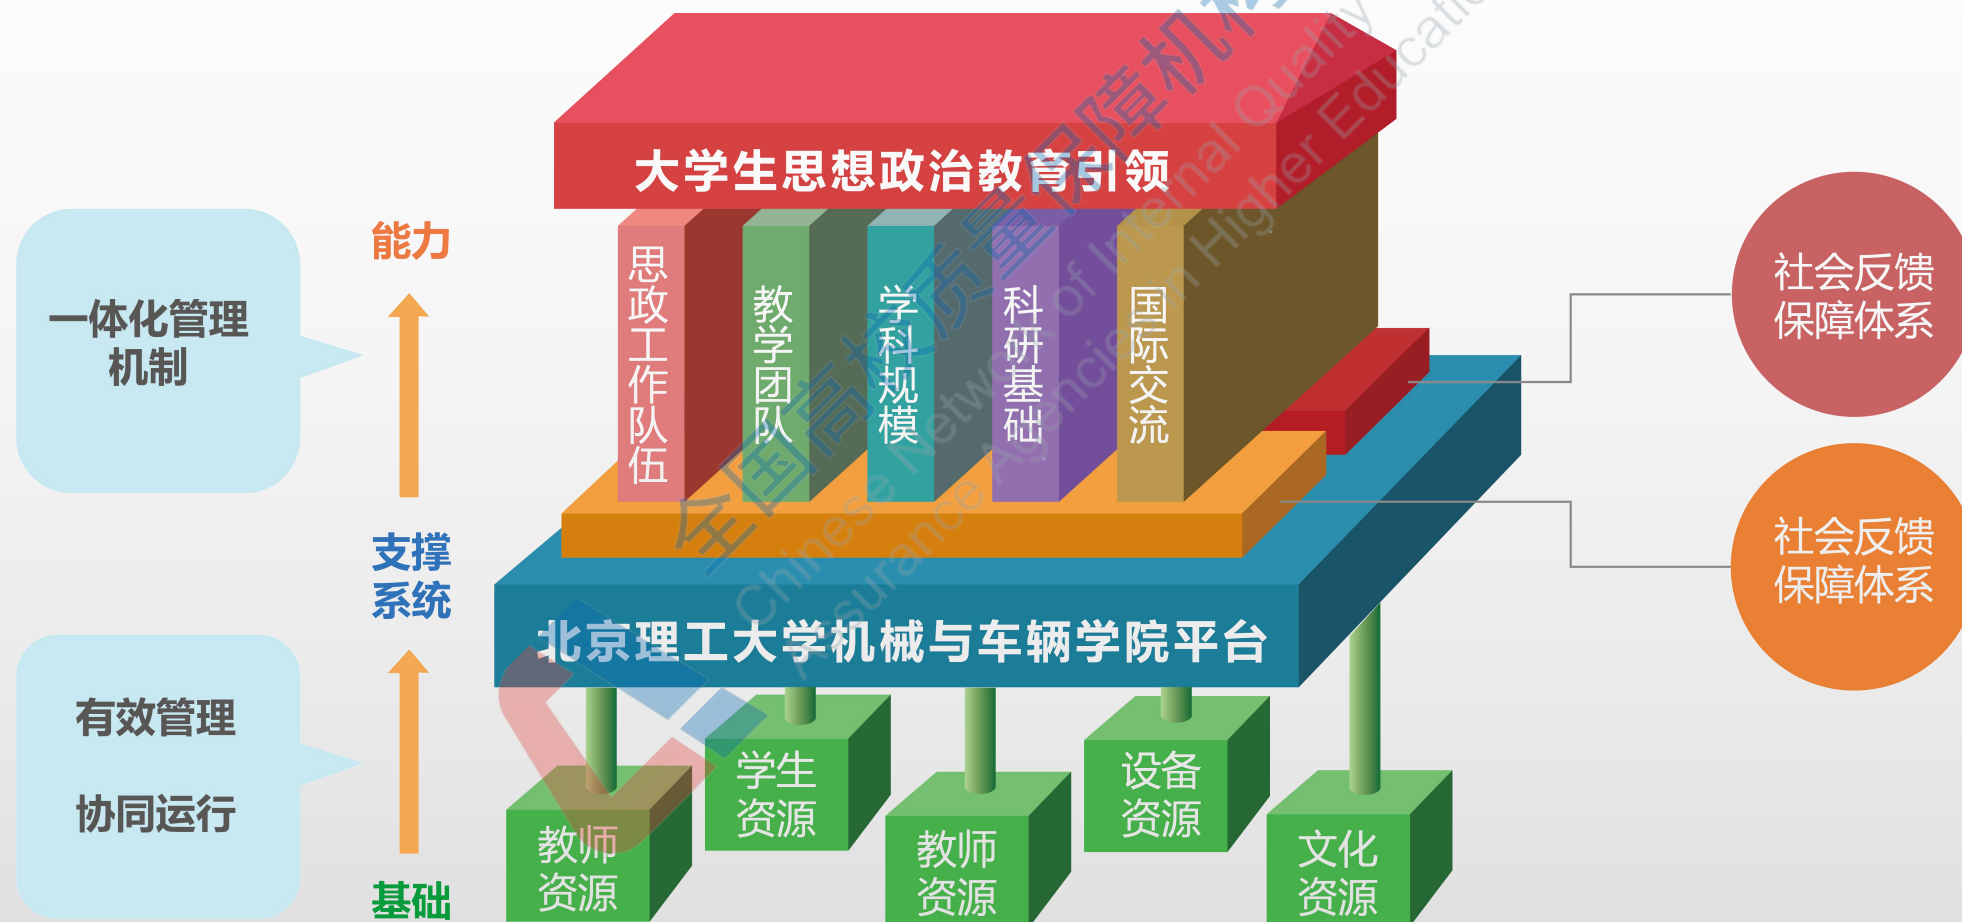 大学生思想政治教育引领
能力
一体化管理
机制
思政工作队伍
教学团队
学科规模
科研基础
国际交流
社会反馈
保障体系
支撑
系统
社会反馈
保障体系
北京理工大学机械与车辆学院平台
有效管理
协同运行
学生
资源
设备
资源
教师
资源
教师
资源
文化
资源
基础
全国高校质量保障机构
Chinese Network of Internal Quality
Assurance Agencies in Higher Education